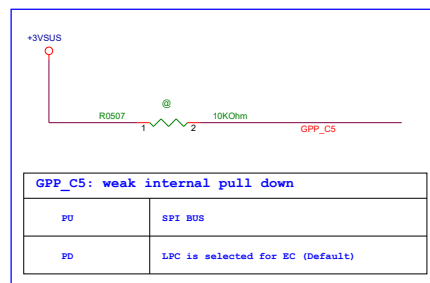 +3VSUS
@
R0507 10KOhm
1 2
GPP_C5
GPP_C5: weak internal pull down
PU SPI BUS
PD LPC is selected for EC (Default)